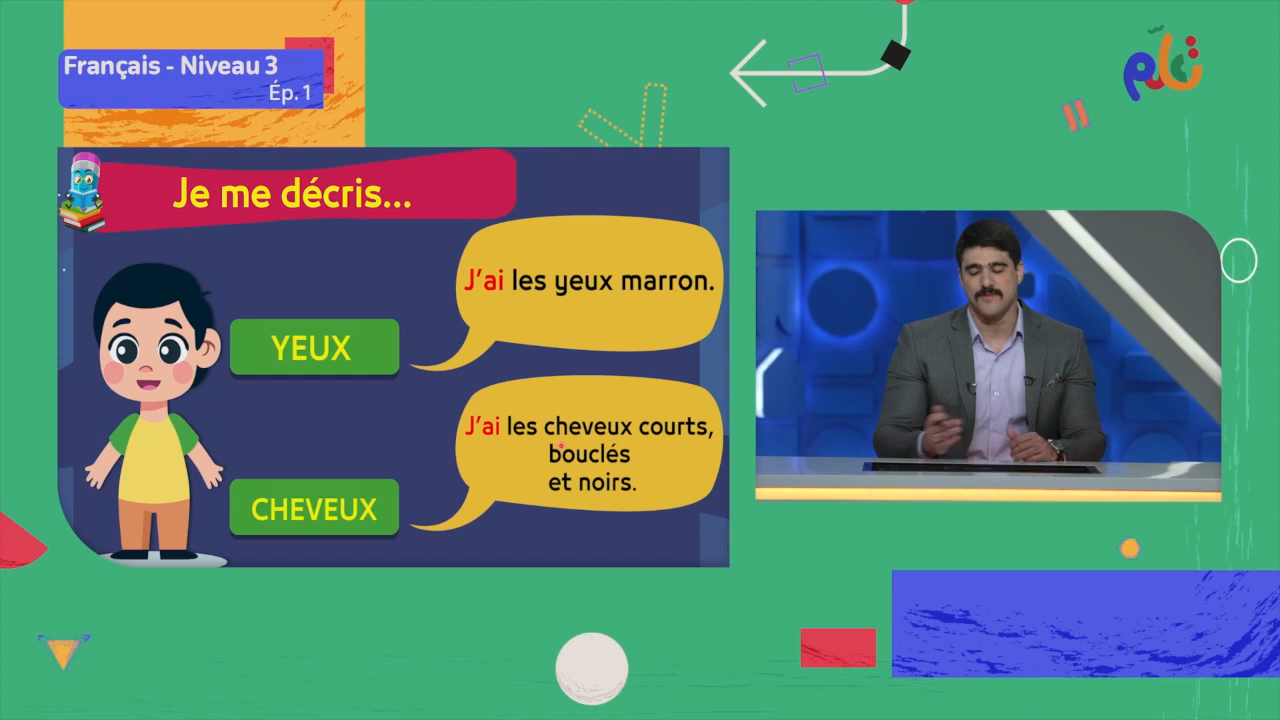 Français - Niveau 3
Ép. 1
Je me décris...
J'ai les yeux marron.
YEUX
J'ai les cheveux courts,
bouclés
et noirs.
CHEVEUX